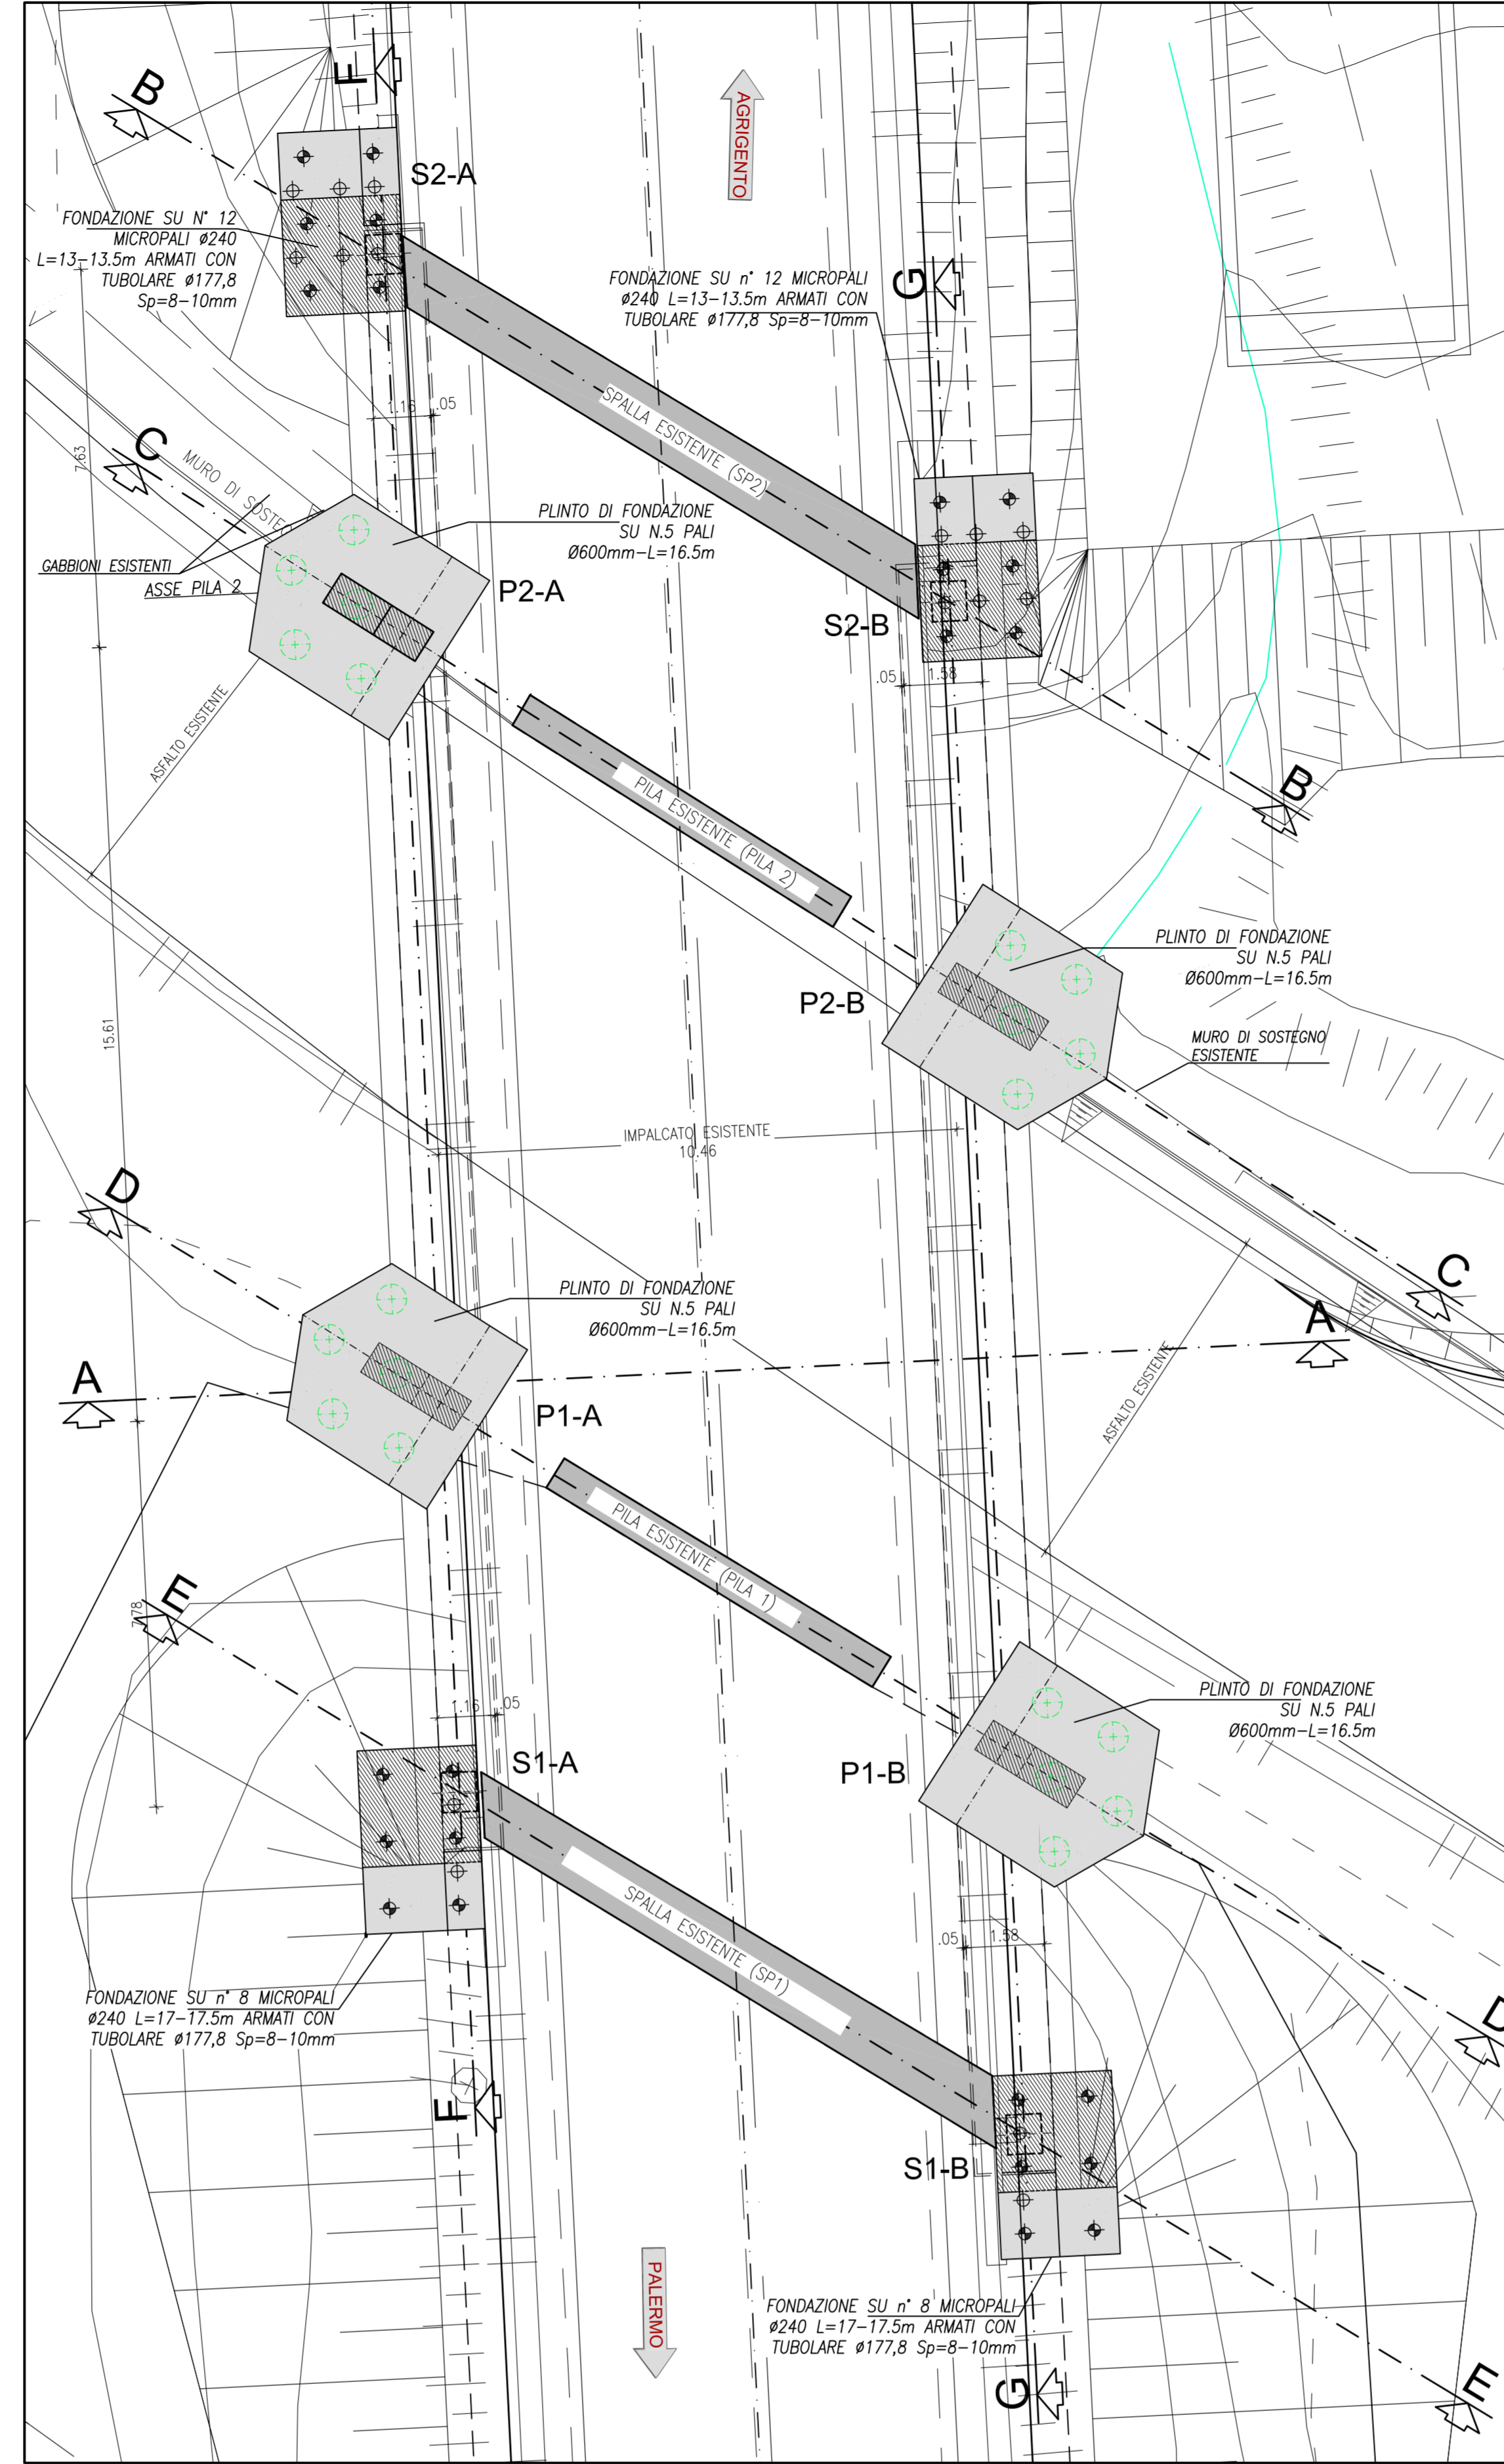 B
F
AGRIGENTO
S2-A
FONDAZIONE SU N° 12
MICROPALI ø240
L=13-13.5m ARMATI CON
TUBOLARE ø177,8
Sp=8-10mm
FONDAZIONE SU n° 12 MICROPALI
ø240 L=13-13.5m ARMATI CON
TUBOLARE ø177,8 Sp=8-10mm
G
1.16 .05
SPALLA ESISTENTE (SP2)
C
7.63
MURO DI SOSTEG
PLINTO DI FONDAZIONE
SU N.5 PALI
Ø600mm-L=16.5m
GABBIONI ESISTENTI
ASSE PILA 2
P2-A
S2-B
.05 1.58
ASFALTO ESISTENTE
PILA ESISTENTE (PILA 2)
B
PLINTO DI FONDAZIONE
SU N.5 PALI
Ø600mm-L=16.5m
P2-B
15.61
MURO DI SOSTEGNO
ESISTENTE
IMPALCATO ESISTENTE
10.46
D
C
PLINTO DI FONDAZIONE
SU N.5 PALI
Ø600mm-L=16.5m
A
A
ASFALTO ESISTENTE
P1-A
PILA ESISTENTE (PILA 1)
E
7.78
PLINTO DI FONDAZIONE
SU N.5 PALI
Ø600mm-L=16.5m
1.16 .05
S1-A
P1-B
SPALLA ESISTENTE (SP1)
.05 1.58
FONDAZIONE SU n° 8 MICROPALI
ø240 L=17-17.5m ARMATI CON
TUBOLARE ø177,8 Sp=8-10mm
D
F
S1-B
PALERMO
FONDAZIONE SU n° 8 MICROPALI
ø240 L=17-17.5m ARMATI CON
TUBOLARE ø177,8 Sp=8-10mm
G
E